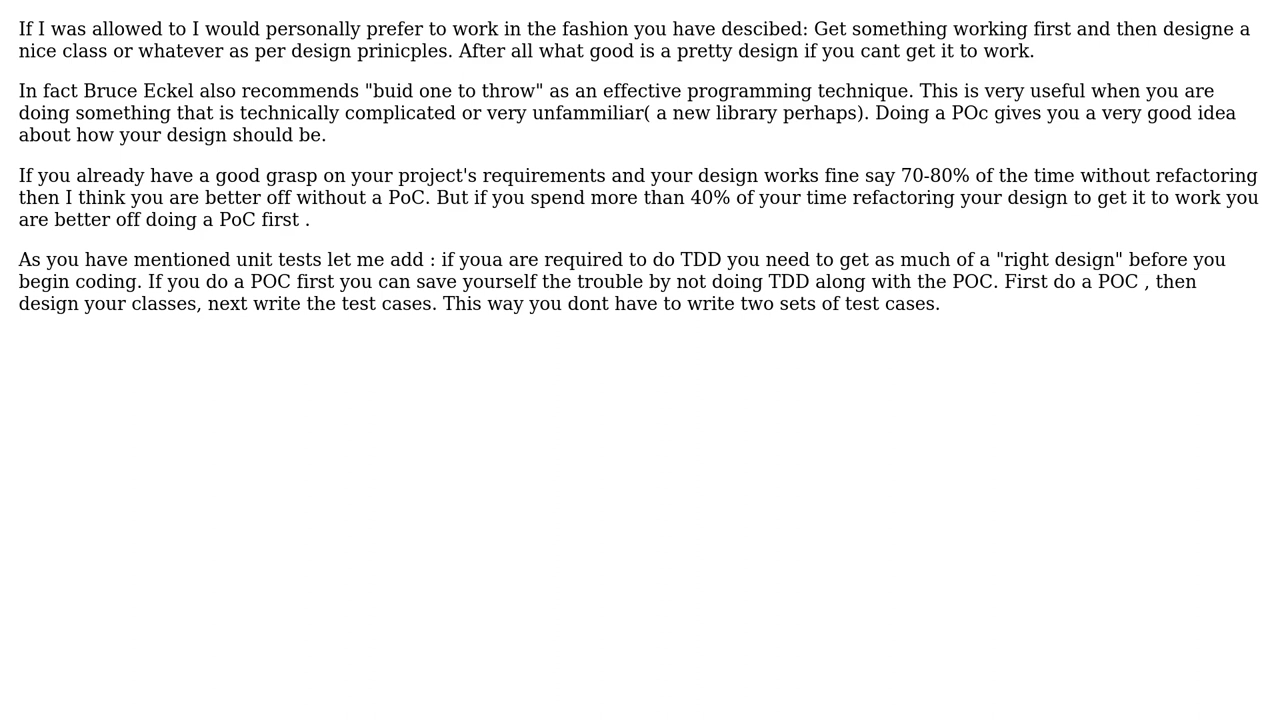 If I was allowed to I would personally prefer to work in the fashion you have descibed: Get something working first and then designe a
nice class or whatever as per design prinicples. After all what good is a pretty design if you cant get it to work.
In fact Bruce Eckel also recommends "buid one to throw" as an effective programming technique. This is very useful when you are
doing something that is technically complicated or very unfammiliar( a new library perhaps). Doing a POc gives you a very good idea
about how your design should be.
If you already have a good grasp on your project's requirements and your design works fine say 70-80% of the time without refactoring
then I think you are better off without a PoC. But if you spend more than 40% of your time refactoring your design to get it to work you
are better off doing a PoC first .
As you have mentioned unit tests let me add : if youa are required to do TDD you need to get as much of a "right design" before you
begin coding. If you do a POC first you can save yourself the trouble by not doing TDD along with the POC. First do a POC , then
design your classes, next write the test cases. This way you dont have to write two sets of test cases.